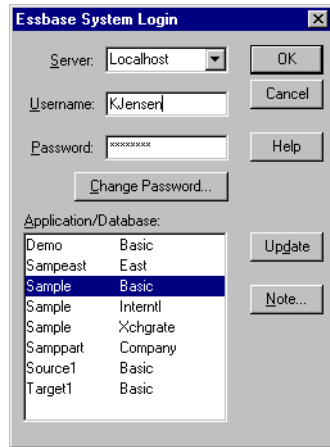 Essbase System Login
Server: Localhost OK
Cancel
Username: KJensen
Password: ******** Help
Change Password...
Application/Database:
Demo Basic Update
Sampeast East
Sample Basic
Sample Interntl Note...
Sample Xchgrate
Samppart Company
Source1 Basic
Target1 Basic